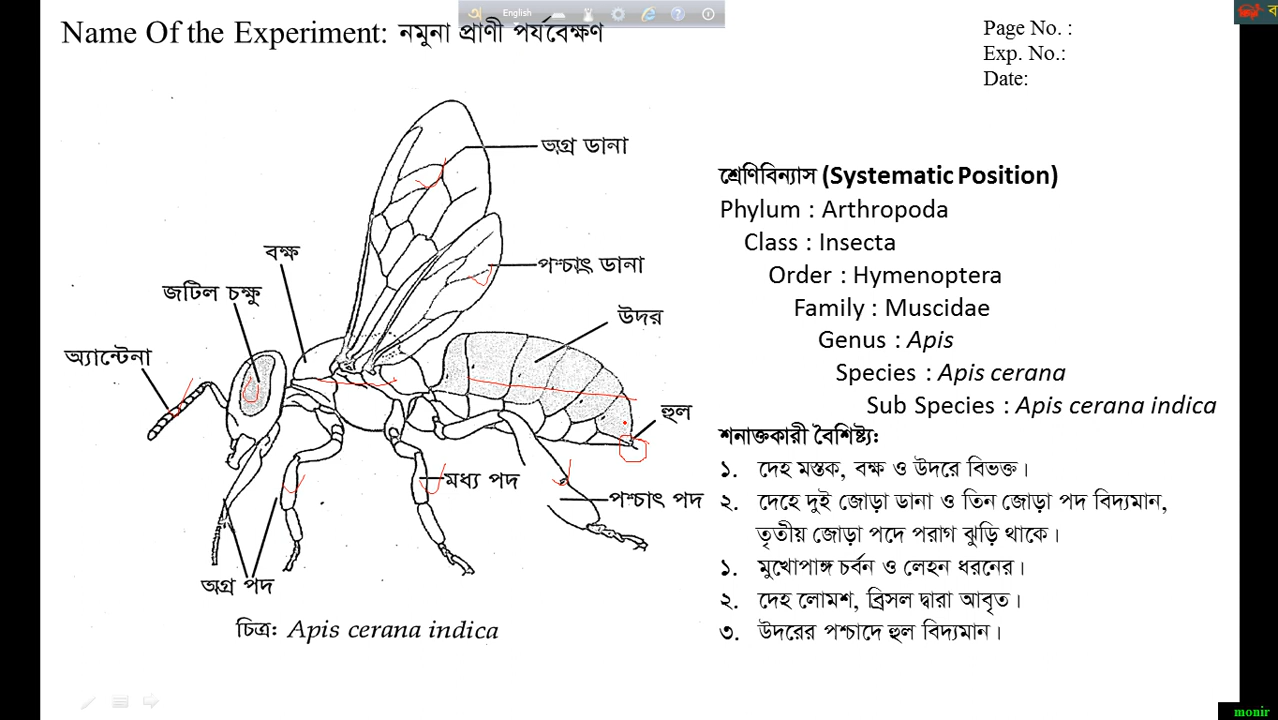 English
Name Of the Experiment: নমুনা প্রাণী পর্যবেক্ষণ
Page No. :
Exp. No.:
Date:
অগ্র ডানা
পশ্চাৎ ডানা
বক্ষ
জটিল চক্ষু
উদর
অ্যান্টেনা
হুল
মধ্য পদ
পশ্চাৎ পদ
অগ্র পদ
চিত্র: Apis cerana indica
শ্রেণিবিন্যাস (Systematic Position)
Phylum : Arthropoda
Class : Insecta
Order : Hymenoptera
Family : Muscidae
Genus : Apis
Species : Apis cerana
Sub Species : Apis cerana indica
শনাক্তকারী বৈশিষ্ট্য:
১. দেহ মস্তক, বক্ষ ও উদরে বিভক্ত।
২. দেহে দুই জোড়া ডানা ও তিন জোড়া পদ বিদ্যমান,
তৃতীয় জোড়া পদে পরাগ ঝুড়ি থাকে।
১. মুখোপাঙ্গ চর্বন ও লেহন ধরনের।
২. দেহ লোমশ, ব্রিসল দ্বারা আবৃত।
৩. উদরের পশ্চাদে হুল বিদ্যমান।
monir